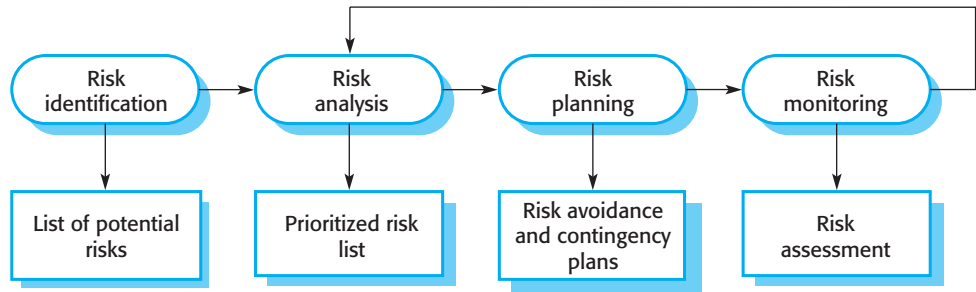 Risk
identification
Risk
analysis
Risk
planning
Risk
monitoring
List of potential
risks
Prioritized risk
list
Risk avoidance
and contingency
plans
Risk
assessment